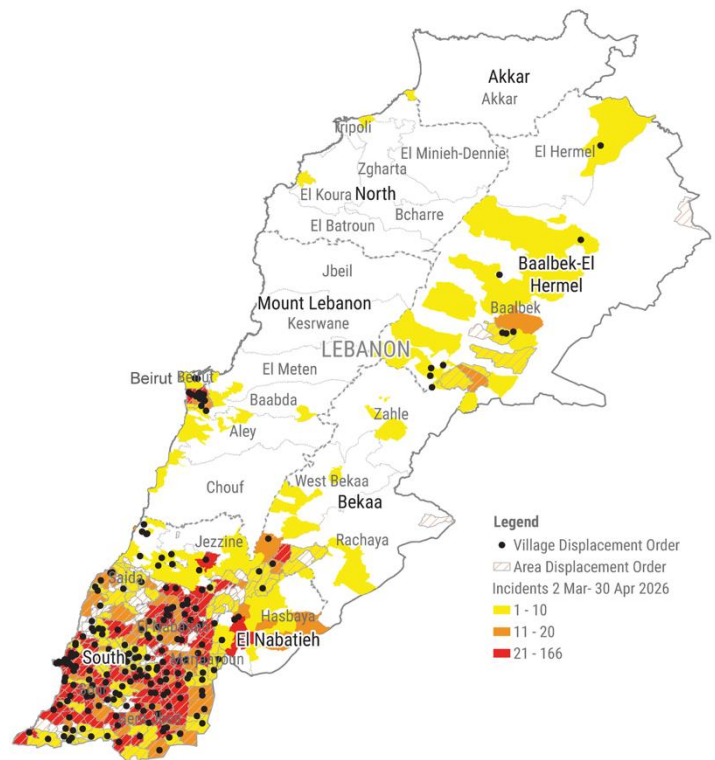 Akkar
Akkar
Tripoli
El Minieh-Dennie
El Hermel
Zgharta
El Koura
North
Bcharre
El Batroun
Jbeil
Baalbek-El
Hermel
Mount Lebanon
Baalbek
Kesrwane
LEBANON
El Meten
Beirut
Beirut
Baabda
Zahle
Aley
West Bekaa
Chouf
Bekaa
Jezzine
Rachaya
Saida
Hasbaya
El Nabatieh
South
Marjaayoun
Legend
Village Displacement Order
Area Displacement Order
Incidents 2 Mar- 30 Apr 2026
1 - 10
11 - 20
21 - 166